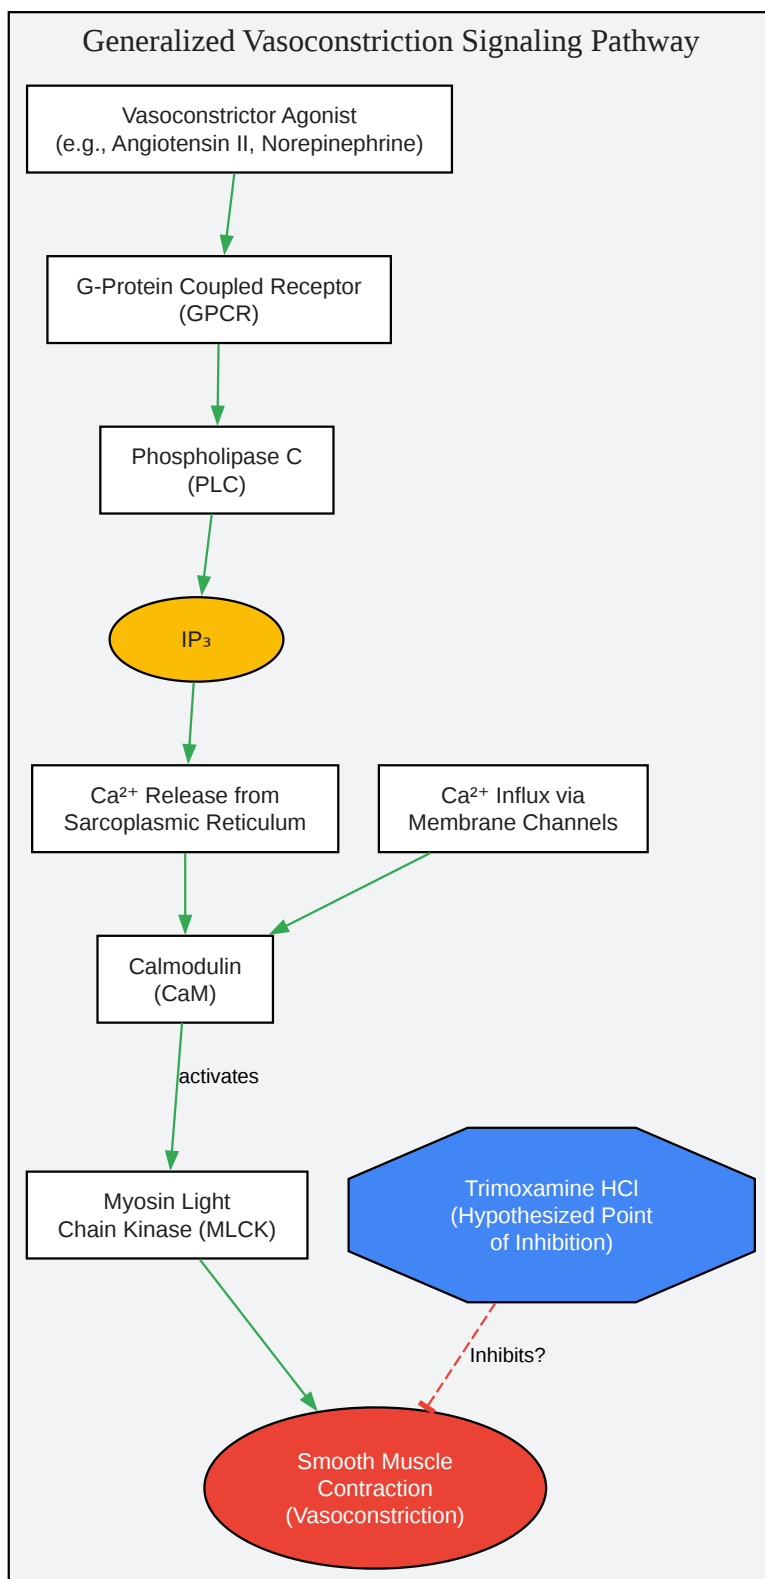 Generalized Vasoconstriction Signaling Pathway
Vasoconstrictor Agonist
(e.g., Angiotensin II, Norepinephrine)
G-Protein Coupled Receptor
(GPCR)
Phospholipase C
(PLC)
IP₃
Ca²⁺ Release from
Sarcoplasmic Reticulum
Ca²⁺ Influx via
Membrane Channels
Calmodulin
(CaM)
activates
Myosin Light
Chain Kinase (MLCK)
Trimoxamine HCl
(Hypothesized Point
of Inhibition)
Inhibits?
Smooth Muscle
Contraction
(Vasoconstriction)